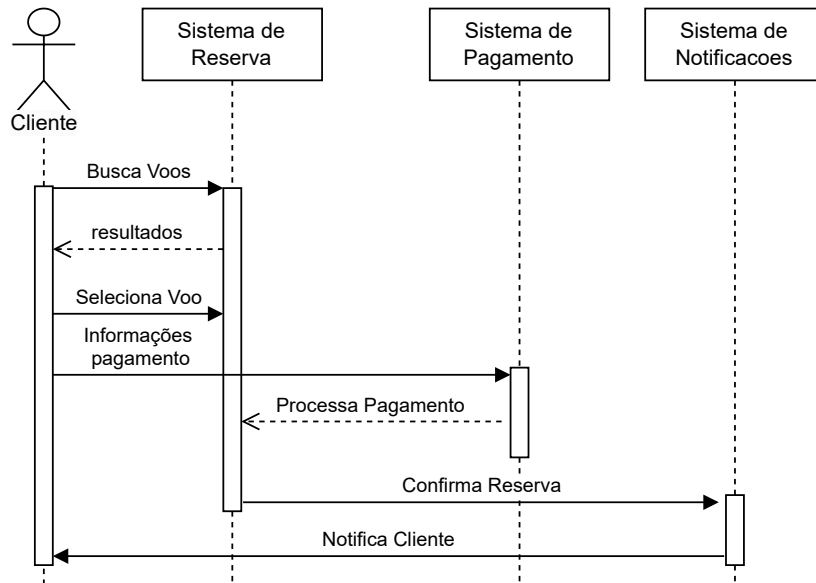 Sistema de
Reserva
Sistema de
Pagamento
Sistema de
Notificacoes
Cliente
Busca Voos
resultados
Seleciona Voo
Informações
pagamento
Processa Pagamento
Confirma Reserva
Notifica Cliente